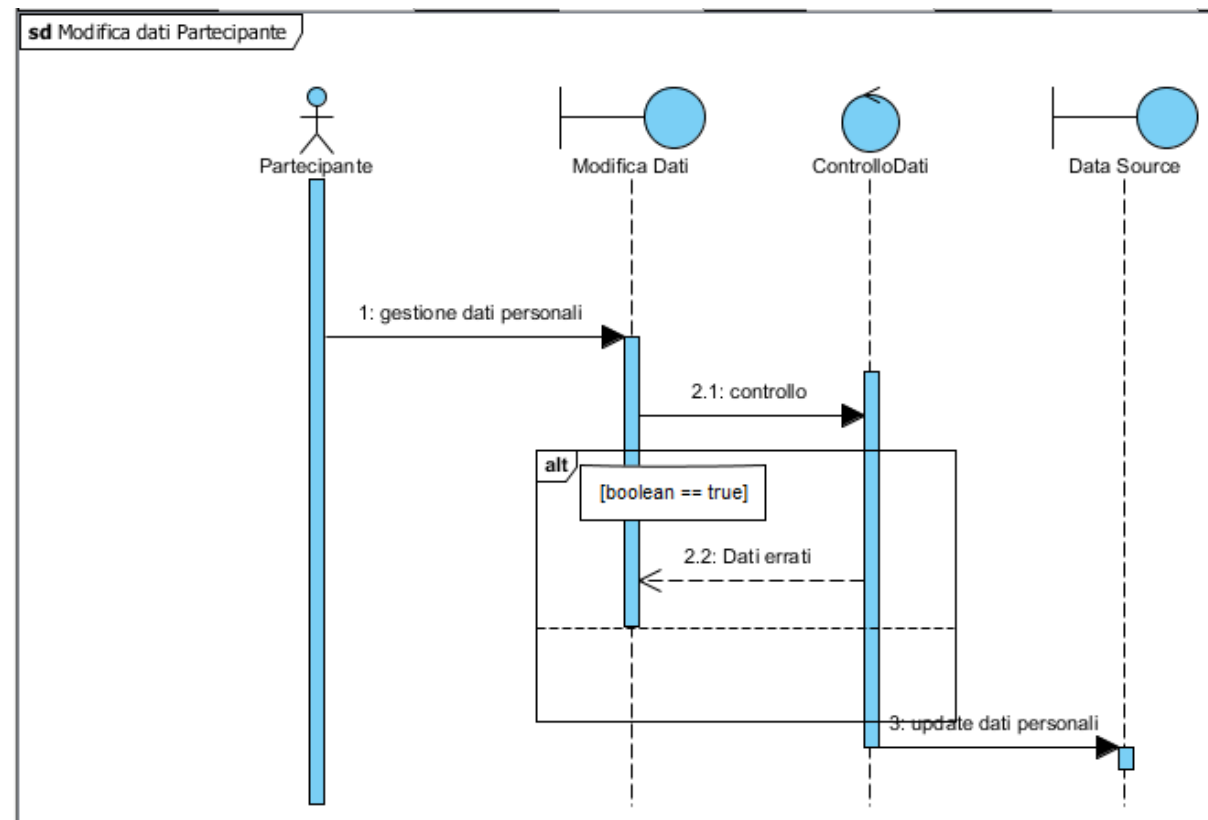 sd Modifica dati Partecipante
Partecipante
Modifica Dati
ControlloDati
Data Source
1: gestione dati personali
2.1: controllo
alt
[boolean == true]
2.2: Dati errati
3: update dati personali